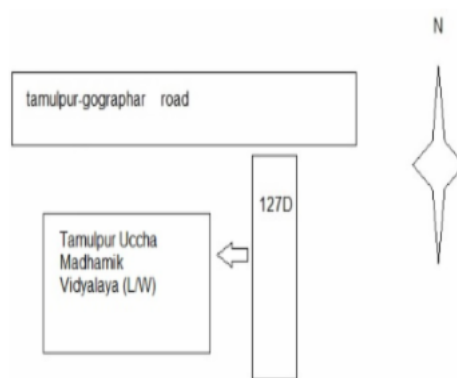 N
tamulpur-gographar road
127D
Tamulpur Uccha
Madhamik
Vidyalaya (L/W)